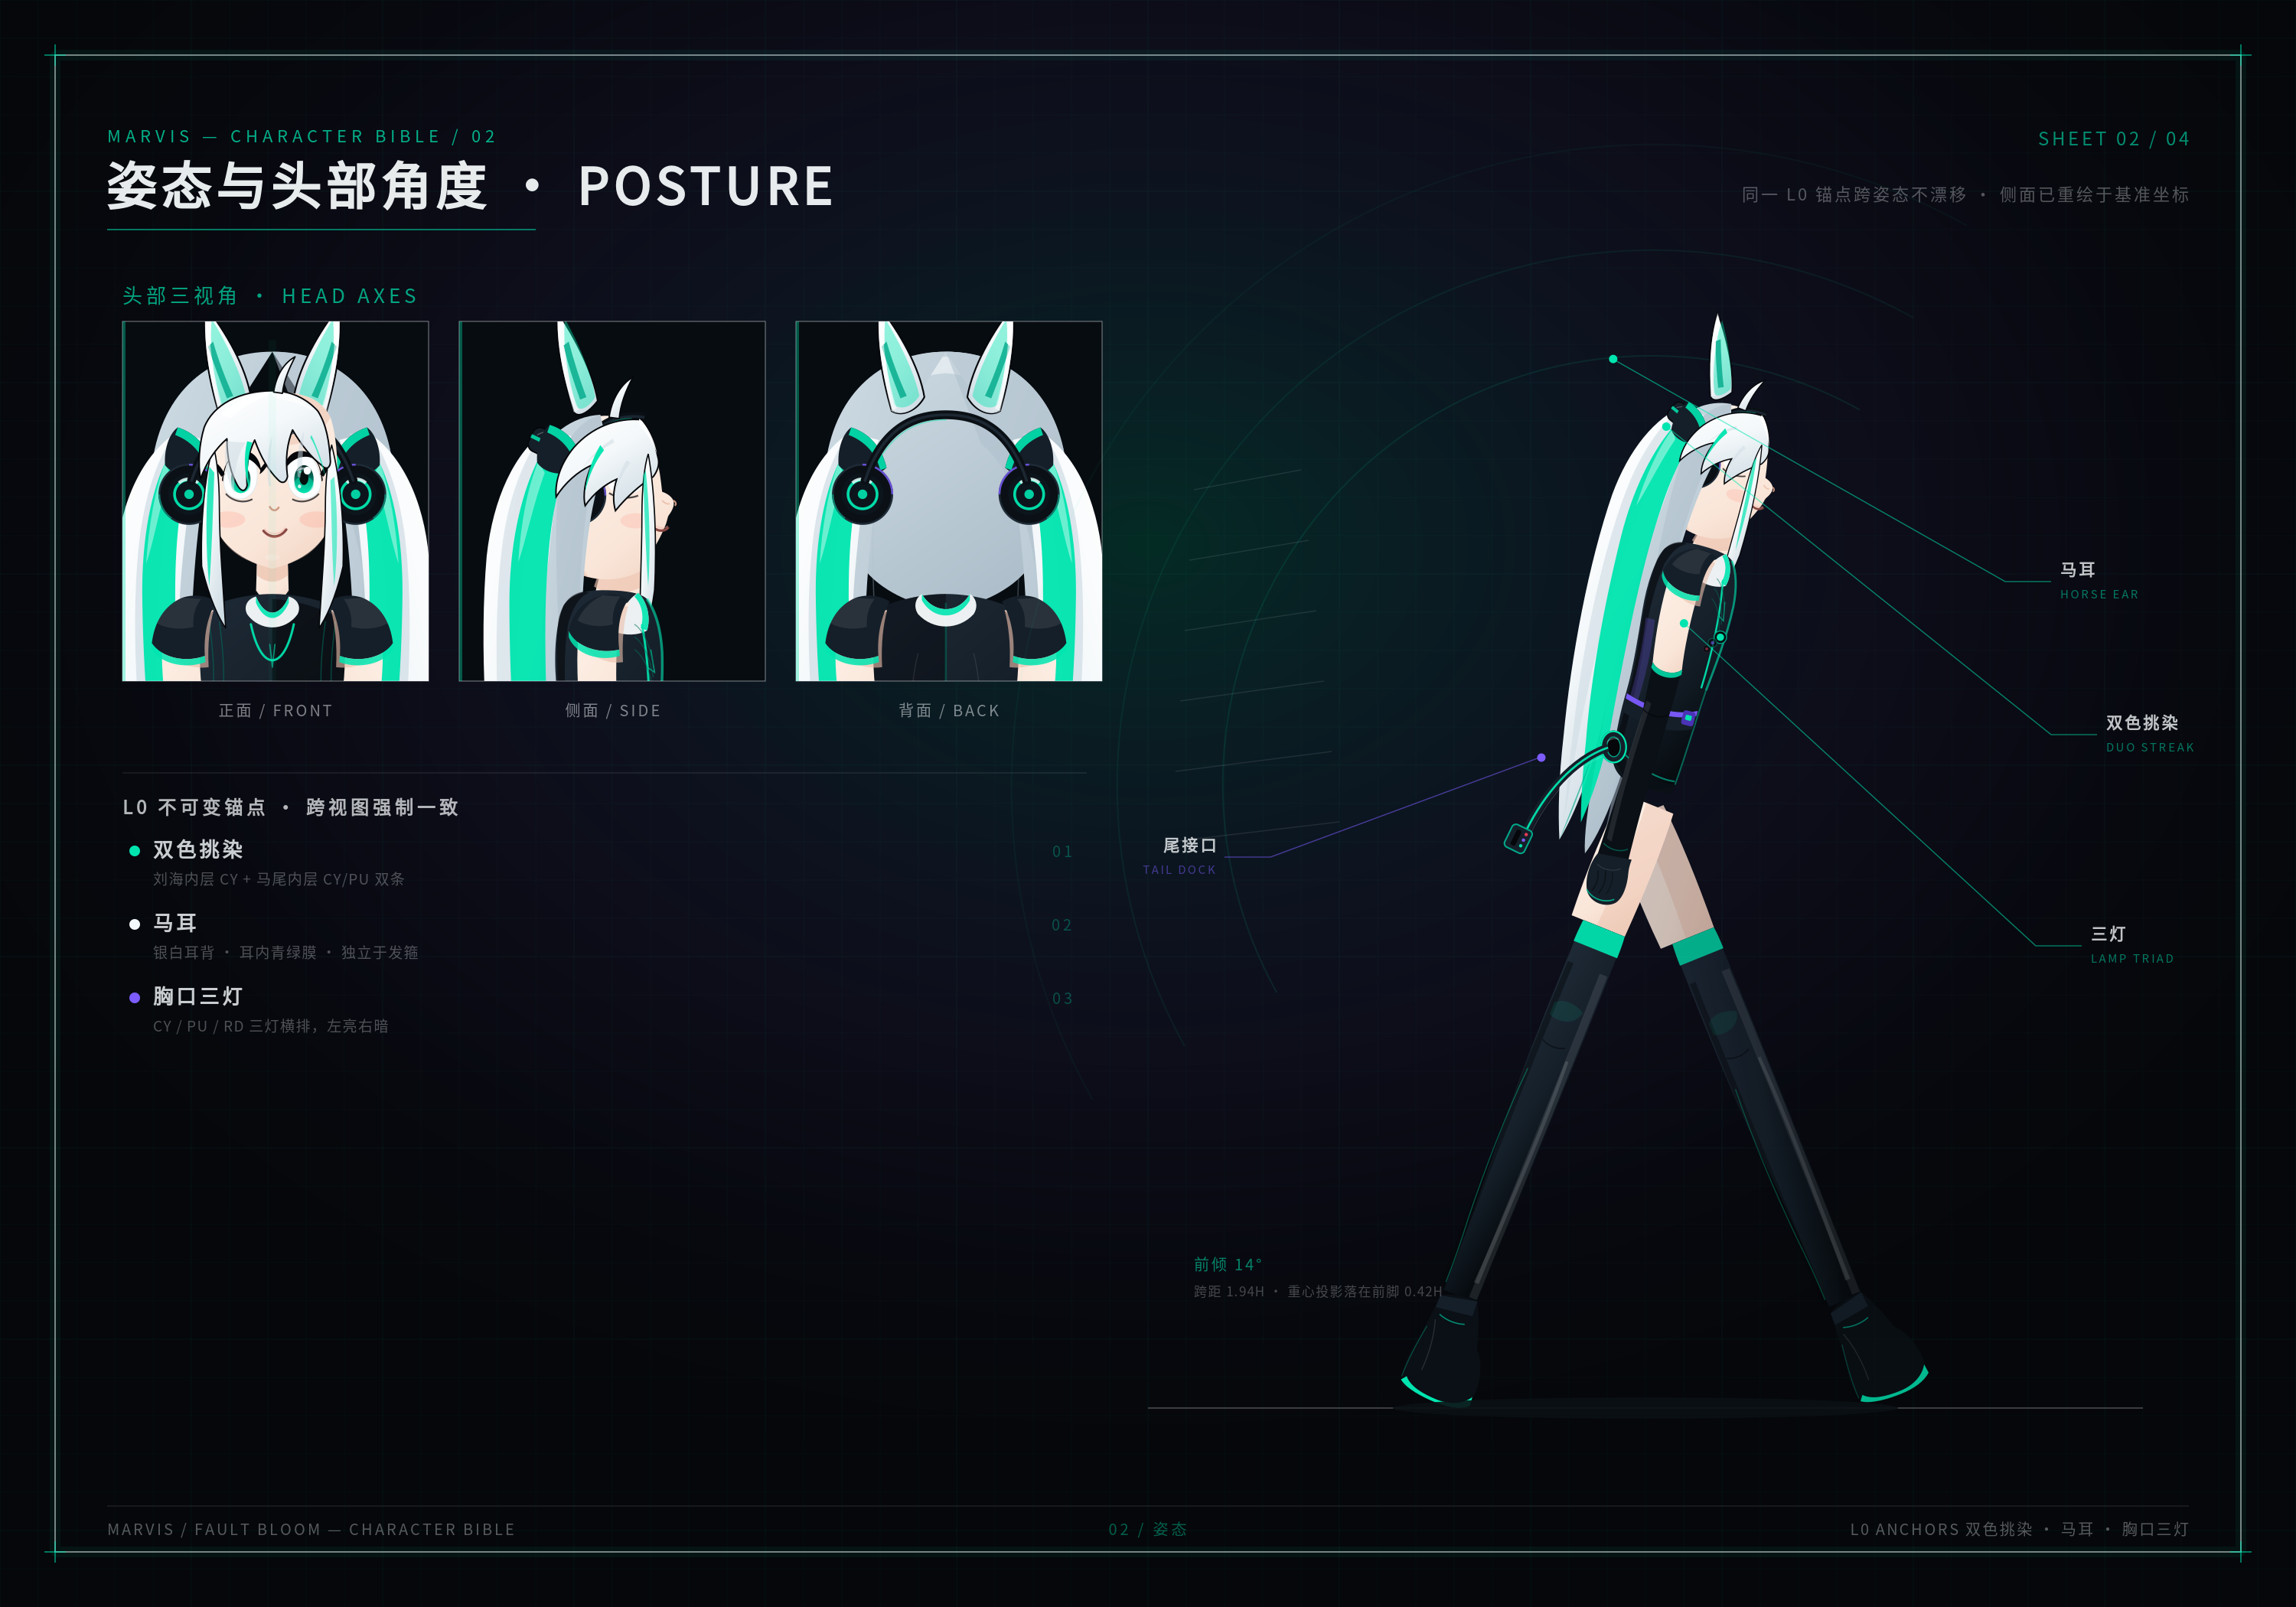 MARVIS — CHARACTER BIBLE / 02
姿态与头部角度 · POSTURE
SHEET 02 / 04
同一 L0 锚点跨姿态不漂移 · 侧面已重绘于基准坐标
头部三视角 · HEAD AXES
正面 / FRONT
侧面 / SIDE
背面 / BACK
L0 不可变锚点 · 跨视图强制一致
双色挑染
01
刘海内层 CY + 马尾内层 CY/PU 双条
马耳
02
银白耳背 · 耳内青绿膜 · 独立于发箍
胸口三灯
03
CY / PU / RD 三灯横排，左亮右暗
马耳
HORSE EAR
双色挑染
DUO STREAK
尾接口
TAIL DOCK
三灯
LAMP TRIAD
前倾 14°
跨距 1.94H · 重心投影落在前脚 0.42H
MARVIS / FAULT BLOOM — CHARACTER BIBLE
02 / 姿态
L0 ANCHORS 双色挑染 · 马耳 · 胸口三灯